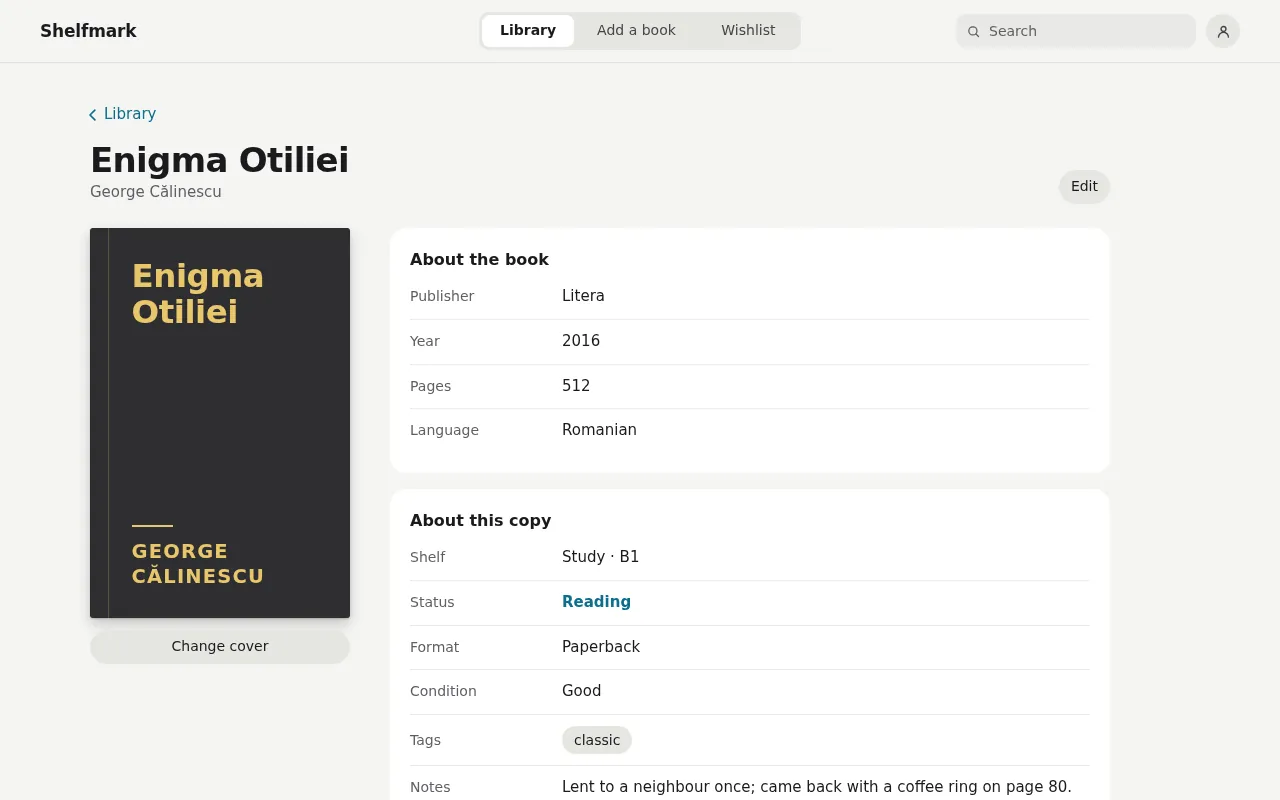 Shelfmark
Library
Add a book
Wishlist
Search
Library
Enigma Otiliei
George Călinescu
Edit
Enigma
Otiliei
GEORGE
CĂLINESCU
Change cover
About the book
Publisher Litera
Year 2016
Pages 512
Language Romanian
About this copy
Shelf Study · B1
Status Reading
Format Paperback
Condition Good
Tags classic
Notes Lent to a neighbour once; came back with a coffee ring on page 80.